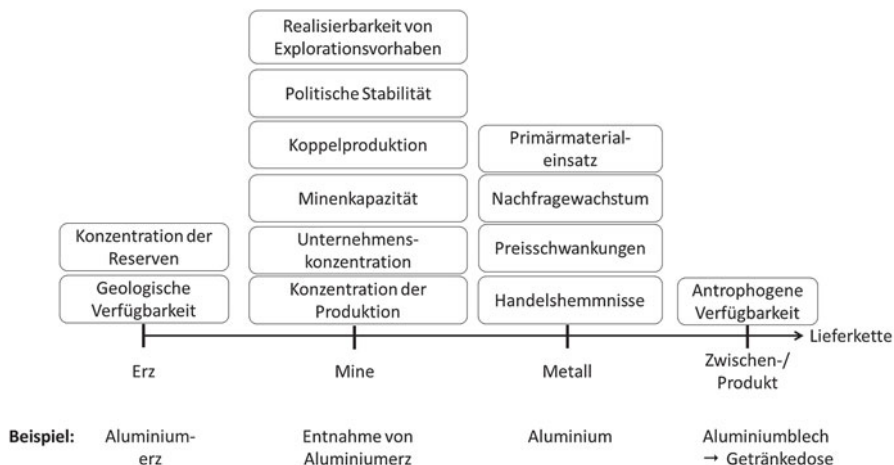 Realisierbarkeit von
Explorationsvorhaben
Politische Stabilität
Koppelproduktion
Primärmaterial-
einsatz
Minenkapazität
Nachfragewachstum
Konzentration der
Reserven
Unternehmens-
konzentration
Preisschwankungen
Geologische
Verfügbarkeit
Konzentration der
Produktion
Handelshemmnisse
Antrophogene
Verfügbarkeit
Lieferkette
Erz
Mine
Metall
Zwischen-/
Produkt
Beispiel:
Aluminium-
erz
Entnahme von
Aluminiumerz
Aluminium
Aluminiumblech
→ Getränkedose